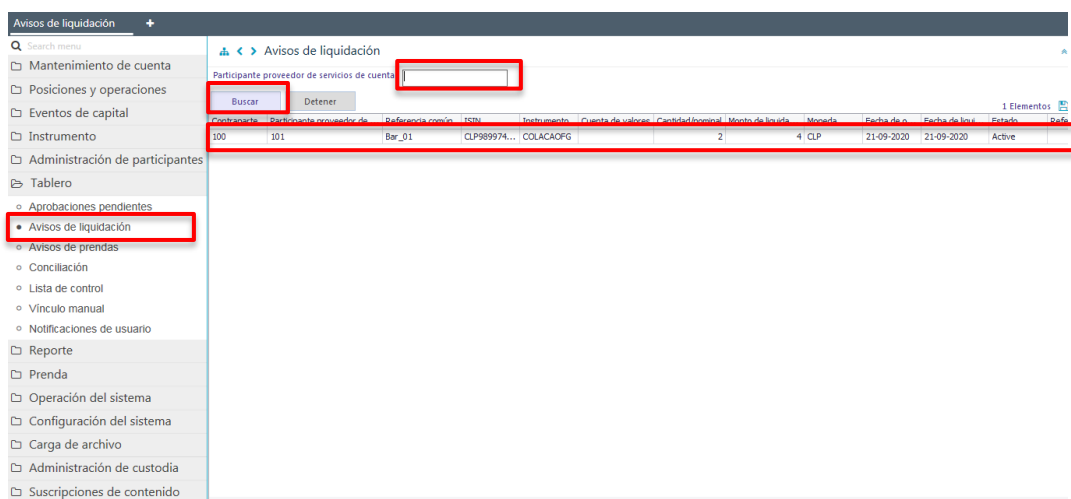 Avisos de liquidación +
Search menu
Mantenimiento de cuenta
Posiciones y operaciones
Eventos de capital
Instrumento
Administración de participantes
Tablero
Aprobaciones pendientes
Avisos de liquidación
Avisos de prendas
Conciliación
Lista de control
Vínculo manual
Notificaciones de usuario
Reporte
Prenda
Operación del sistema
Configuración del sistema
Carga de archivo
Administración de custodia
Suscripciones de contenido
Avisos de liquidación
Participante proveedor de servicios de cuenta
Buscar Detener
1 Elementos
Contraparte Participante proveedor de Referencia común ISIN Instrumento Cuenta de valores Cantidad/nominal Monto de liquida Moneda Fecha de o Fecha de liqui Estado Refe
100 101 Bar_01 CLP989974... COLACAOFG 2 4 CLP 21-09-2020 21-09-2020 Active